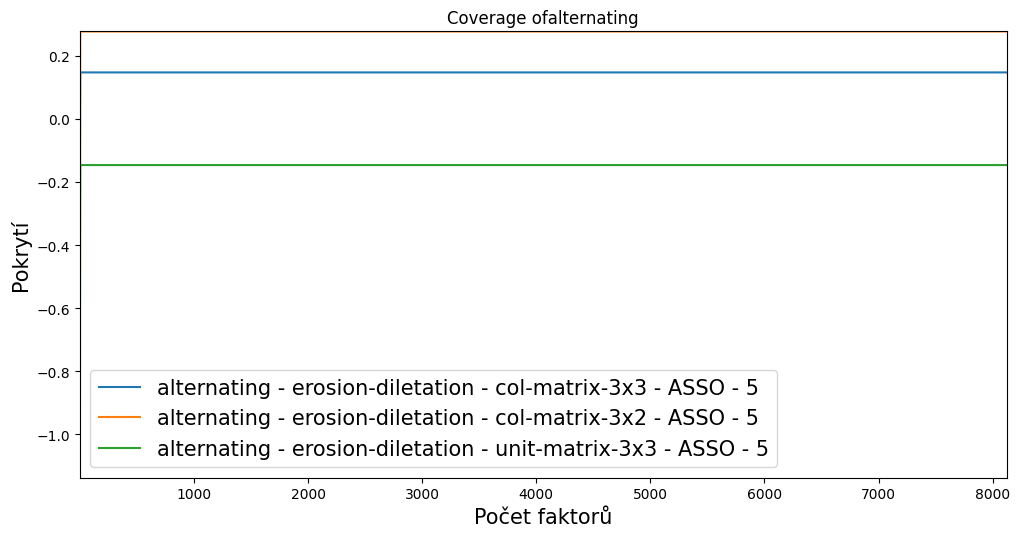 Coverage ofalternating
0.2
0.0
−0.2
−0.4
−0.6
−0.8
−1.0
Pokrytí
alternating - erosion-diletation - col-matrix-3x3 - ASSO - 5
alternating - erosion-diletation - col-matrix-3x2 - ASSO - 5
alternating - erosion-diletation - unit-matrix-3x3 - ASSO - 5
1000 2000 3000 4000 5000 6000 7000 8000
Počet faktorů